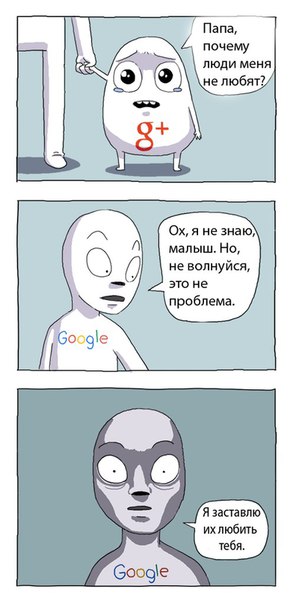 Папа,
почему
люди меня
не любят?
g+
Ох, я не знаю,
малыш. Но,
не волнуйся,
это не
проблема.
Google
Я заставлю
их любить
тебя.
Google